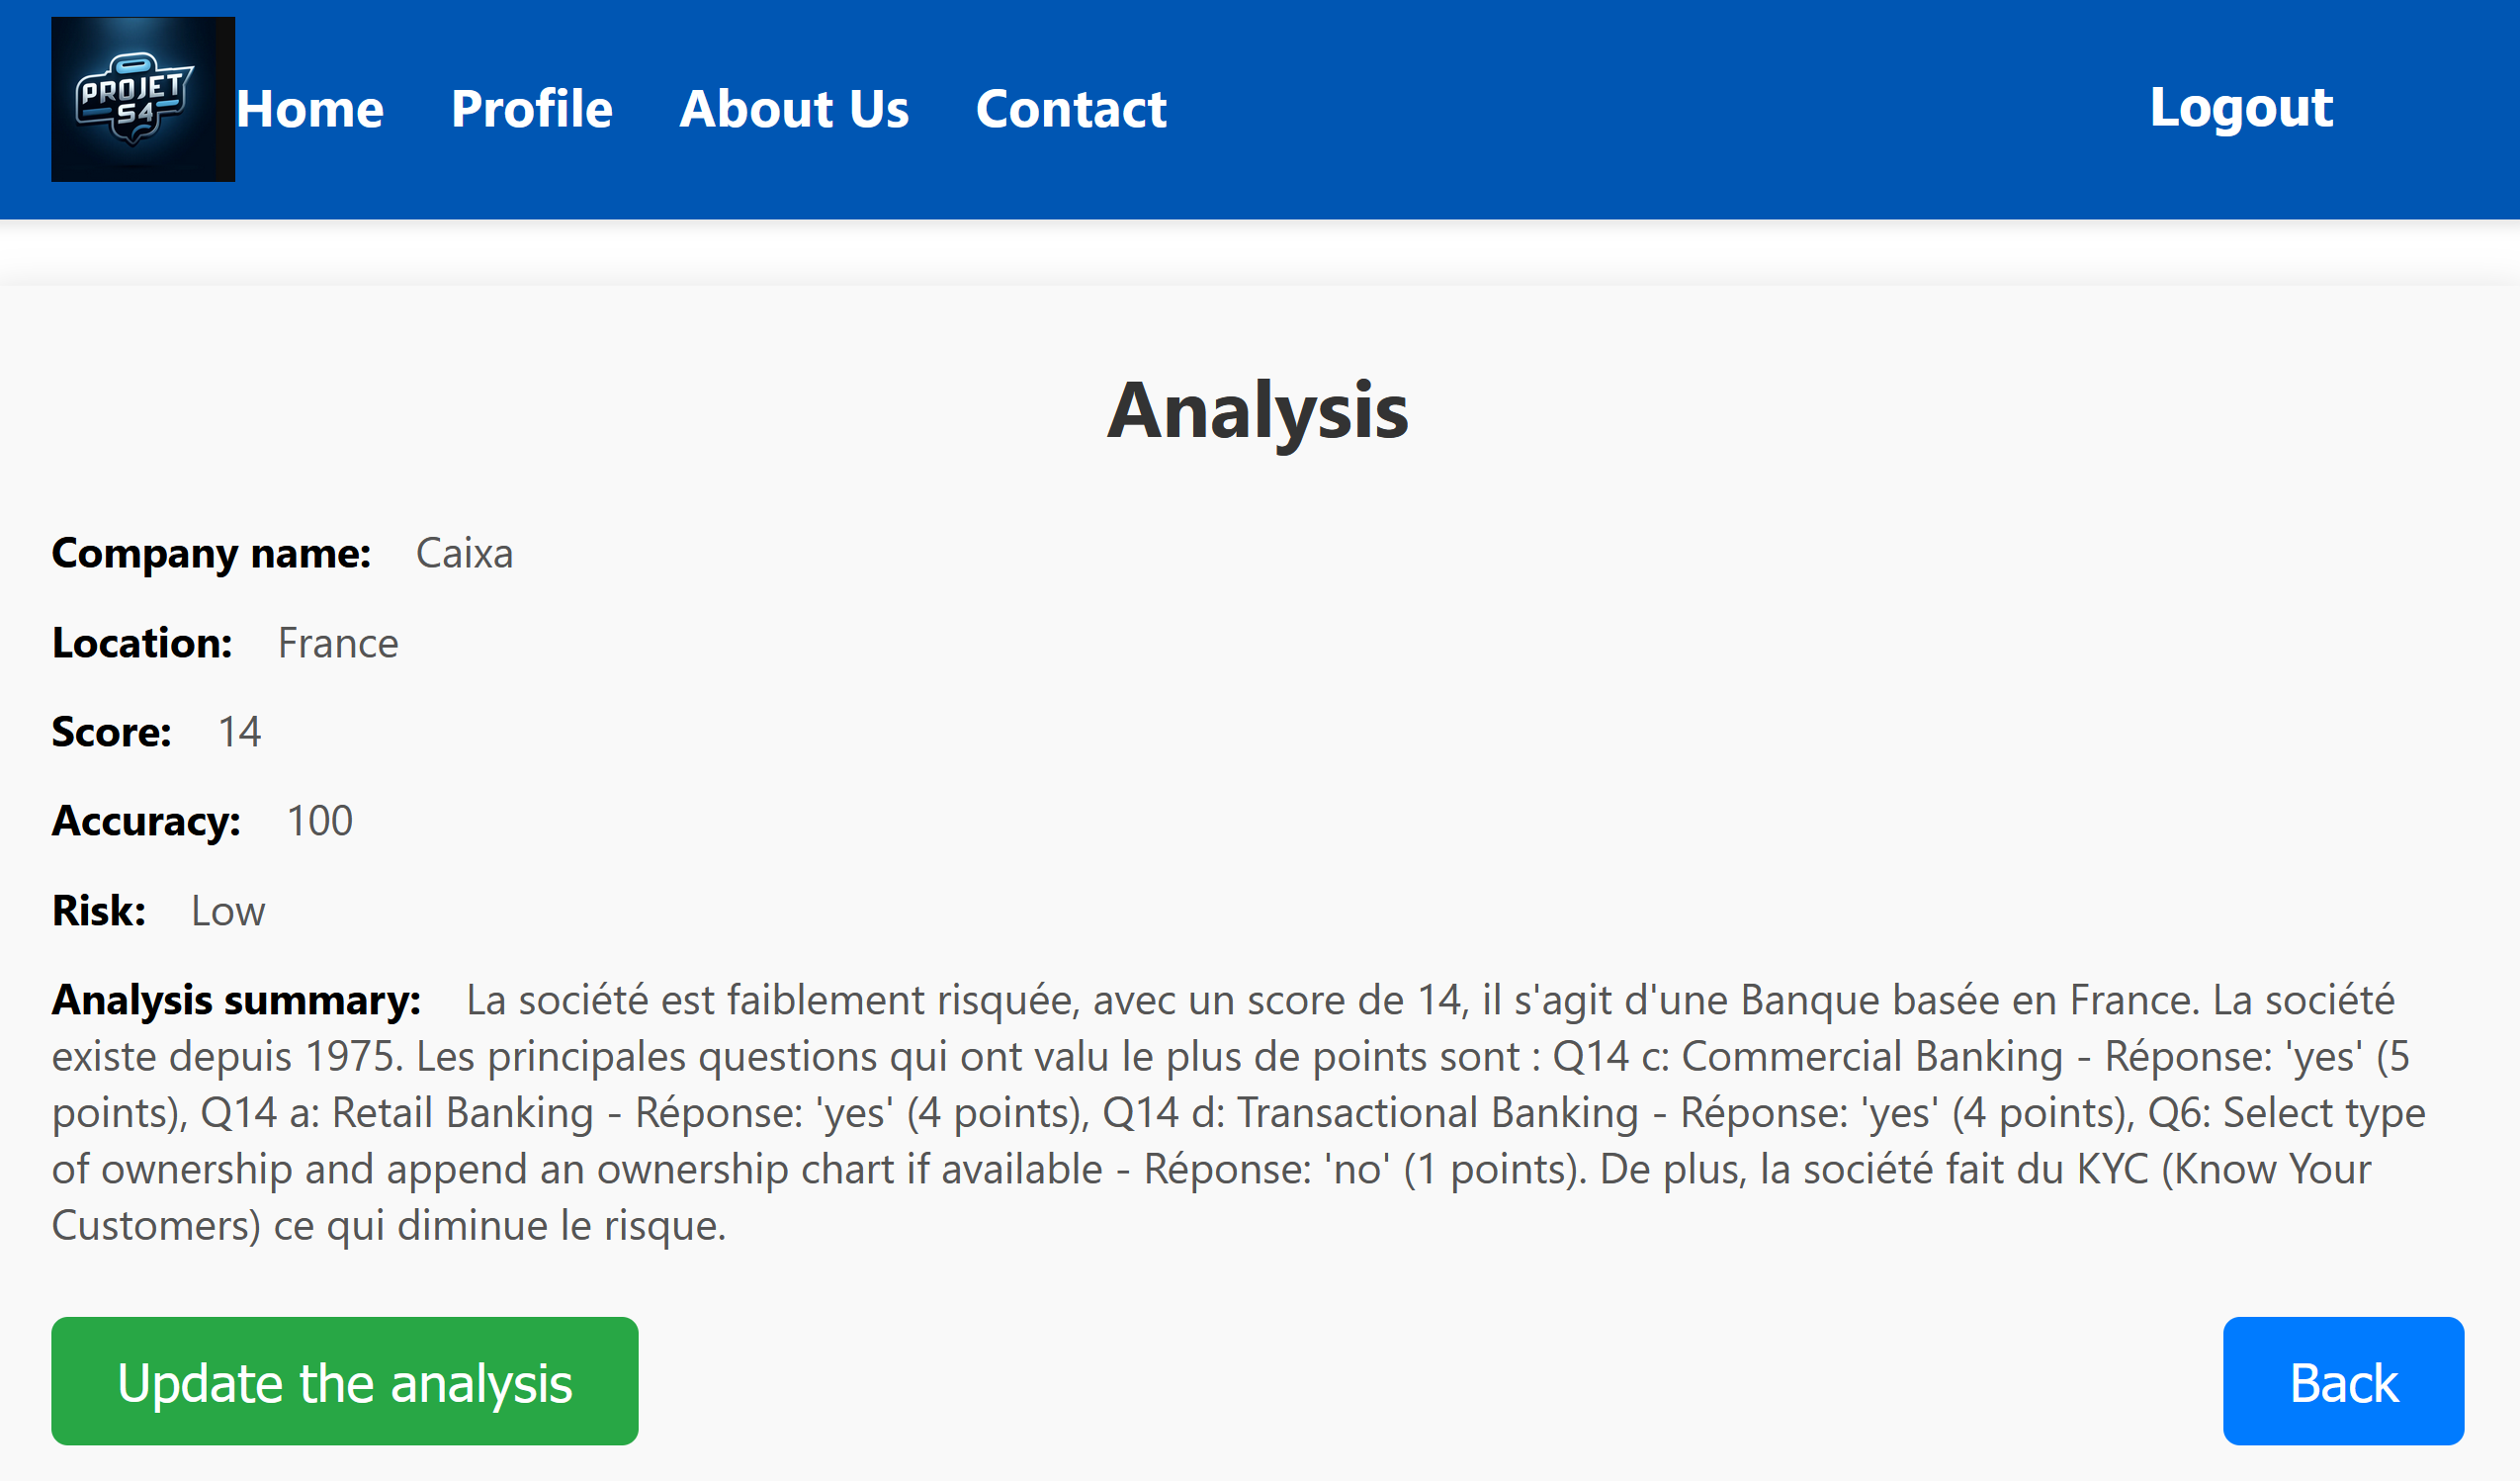 PROJET
S4
Home Profile About Us Contact Logout
Analysis
Company name: Caixa
Location: France
Score: 14
Accuracy: 100
Risk: Low
Analysis summary: La société est faiblement risquée, avec un score de 14, il s'agit d'une Banque basée en France. La société
existe depuis 1975. Les principales questions qui ont valu le plus de points sont : Q14 c: Commercial Banking - Réponse: 'yes' (5
points), Q14 a: Retail Banking - Réponse: 'yes' (4 points), Q14 d: Transactional Banking - Réponse: 'yes' (4 points), Q6: Select type
of ownership and append an ownership chart if available - Réponse: 'no' (1 points). De plus, la société fait du KYC (Know Your
Customers) ce qui diminue le risque.
Update the analysis Back